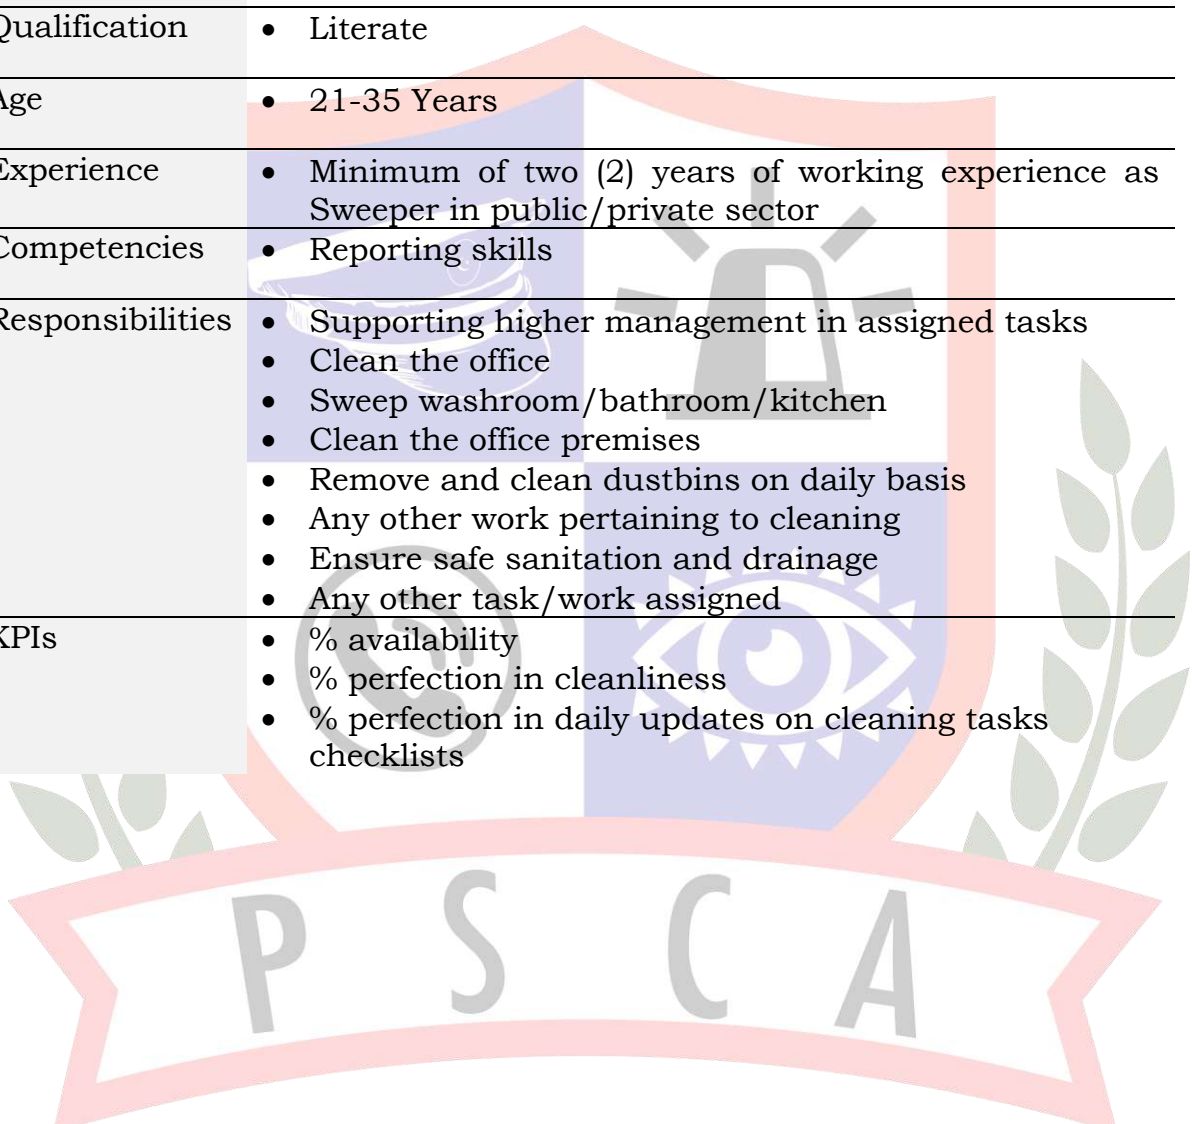 Qualification • Literate
Age • 21-35 Years
Experience • Minimum of two (2) years of working experience as
Sweeper in public/private sector
Competencies • Reporting skills
Responsibilities • Supporting higher management in assigned tasks
• Clean the office
• Sweep washroom/bathroom/kitchen
• Clean the office premises
• Remove and clean dustbins on daily basis
• Any other work pertaining to cleaning
• Ensure safe sanitation and drainage
• Any other task/work assigned
KPIs • % availability
• % perfection in cleanliness
• % perfection in daily updates on cleaning tasks
checklists
P S C A